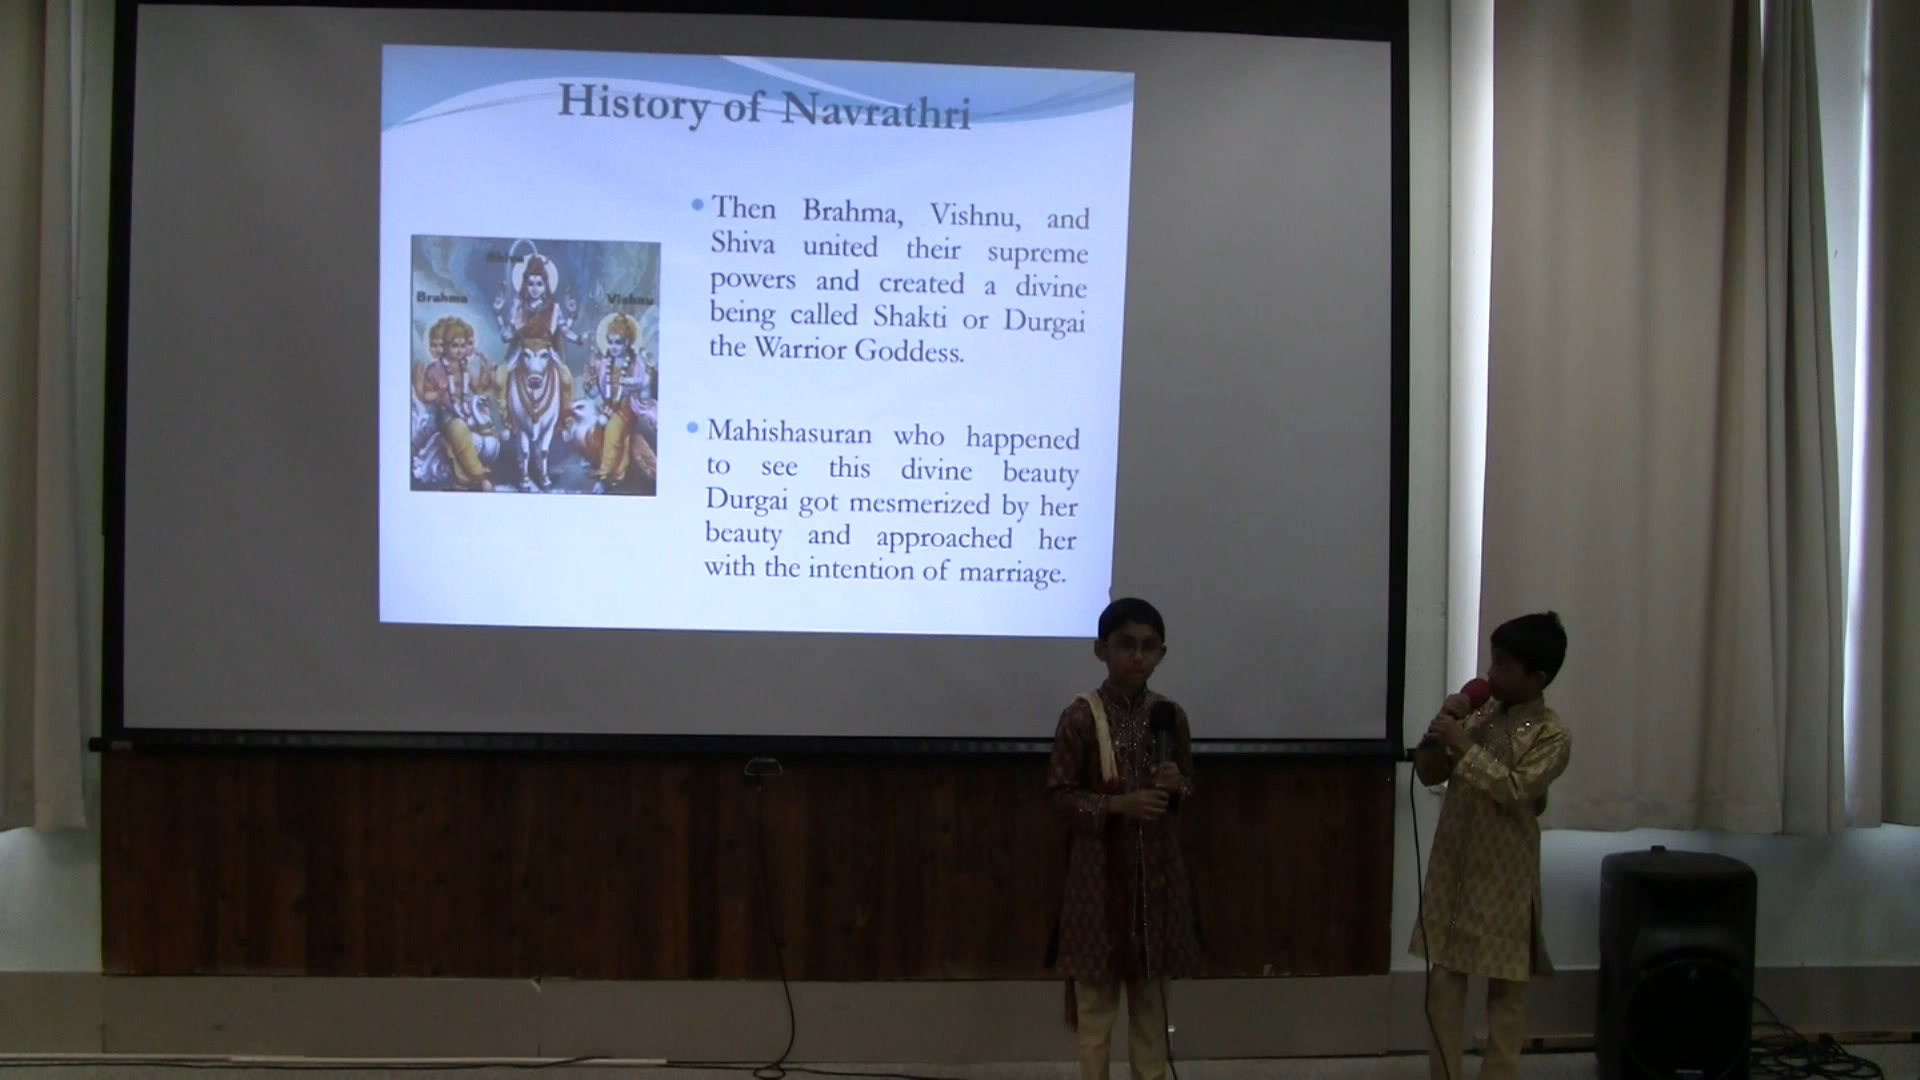 History of Navrathri
Then Brahma, Vishnu, and
Shiva united their supreme
powers and created a divine
being called Shakti or Durgai
the Warrior Goddess.
Shiva
Brahma
Vishnu
Mahishasuran who happened
to see this divine beauty
Durgai got mesmerized by her
beauty and approached her
with the intention of marriage.